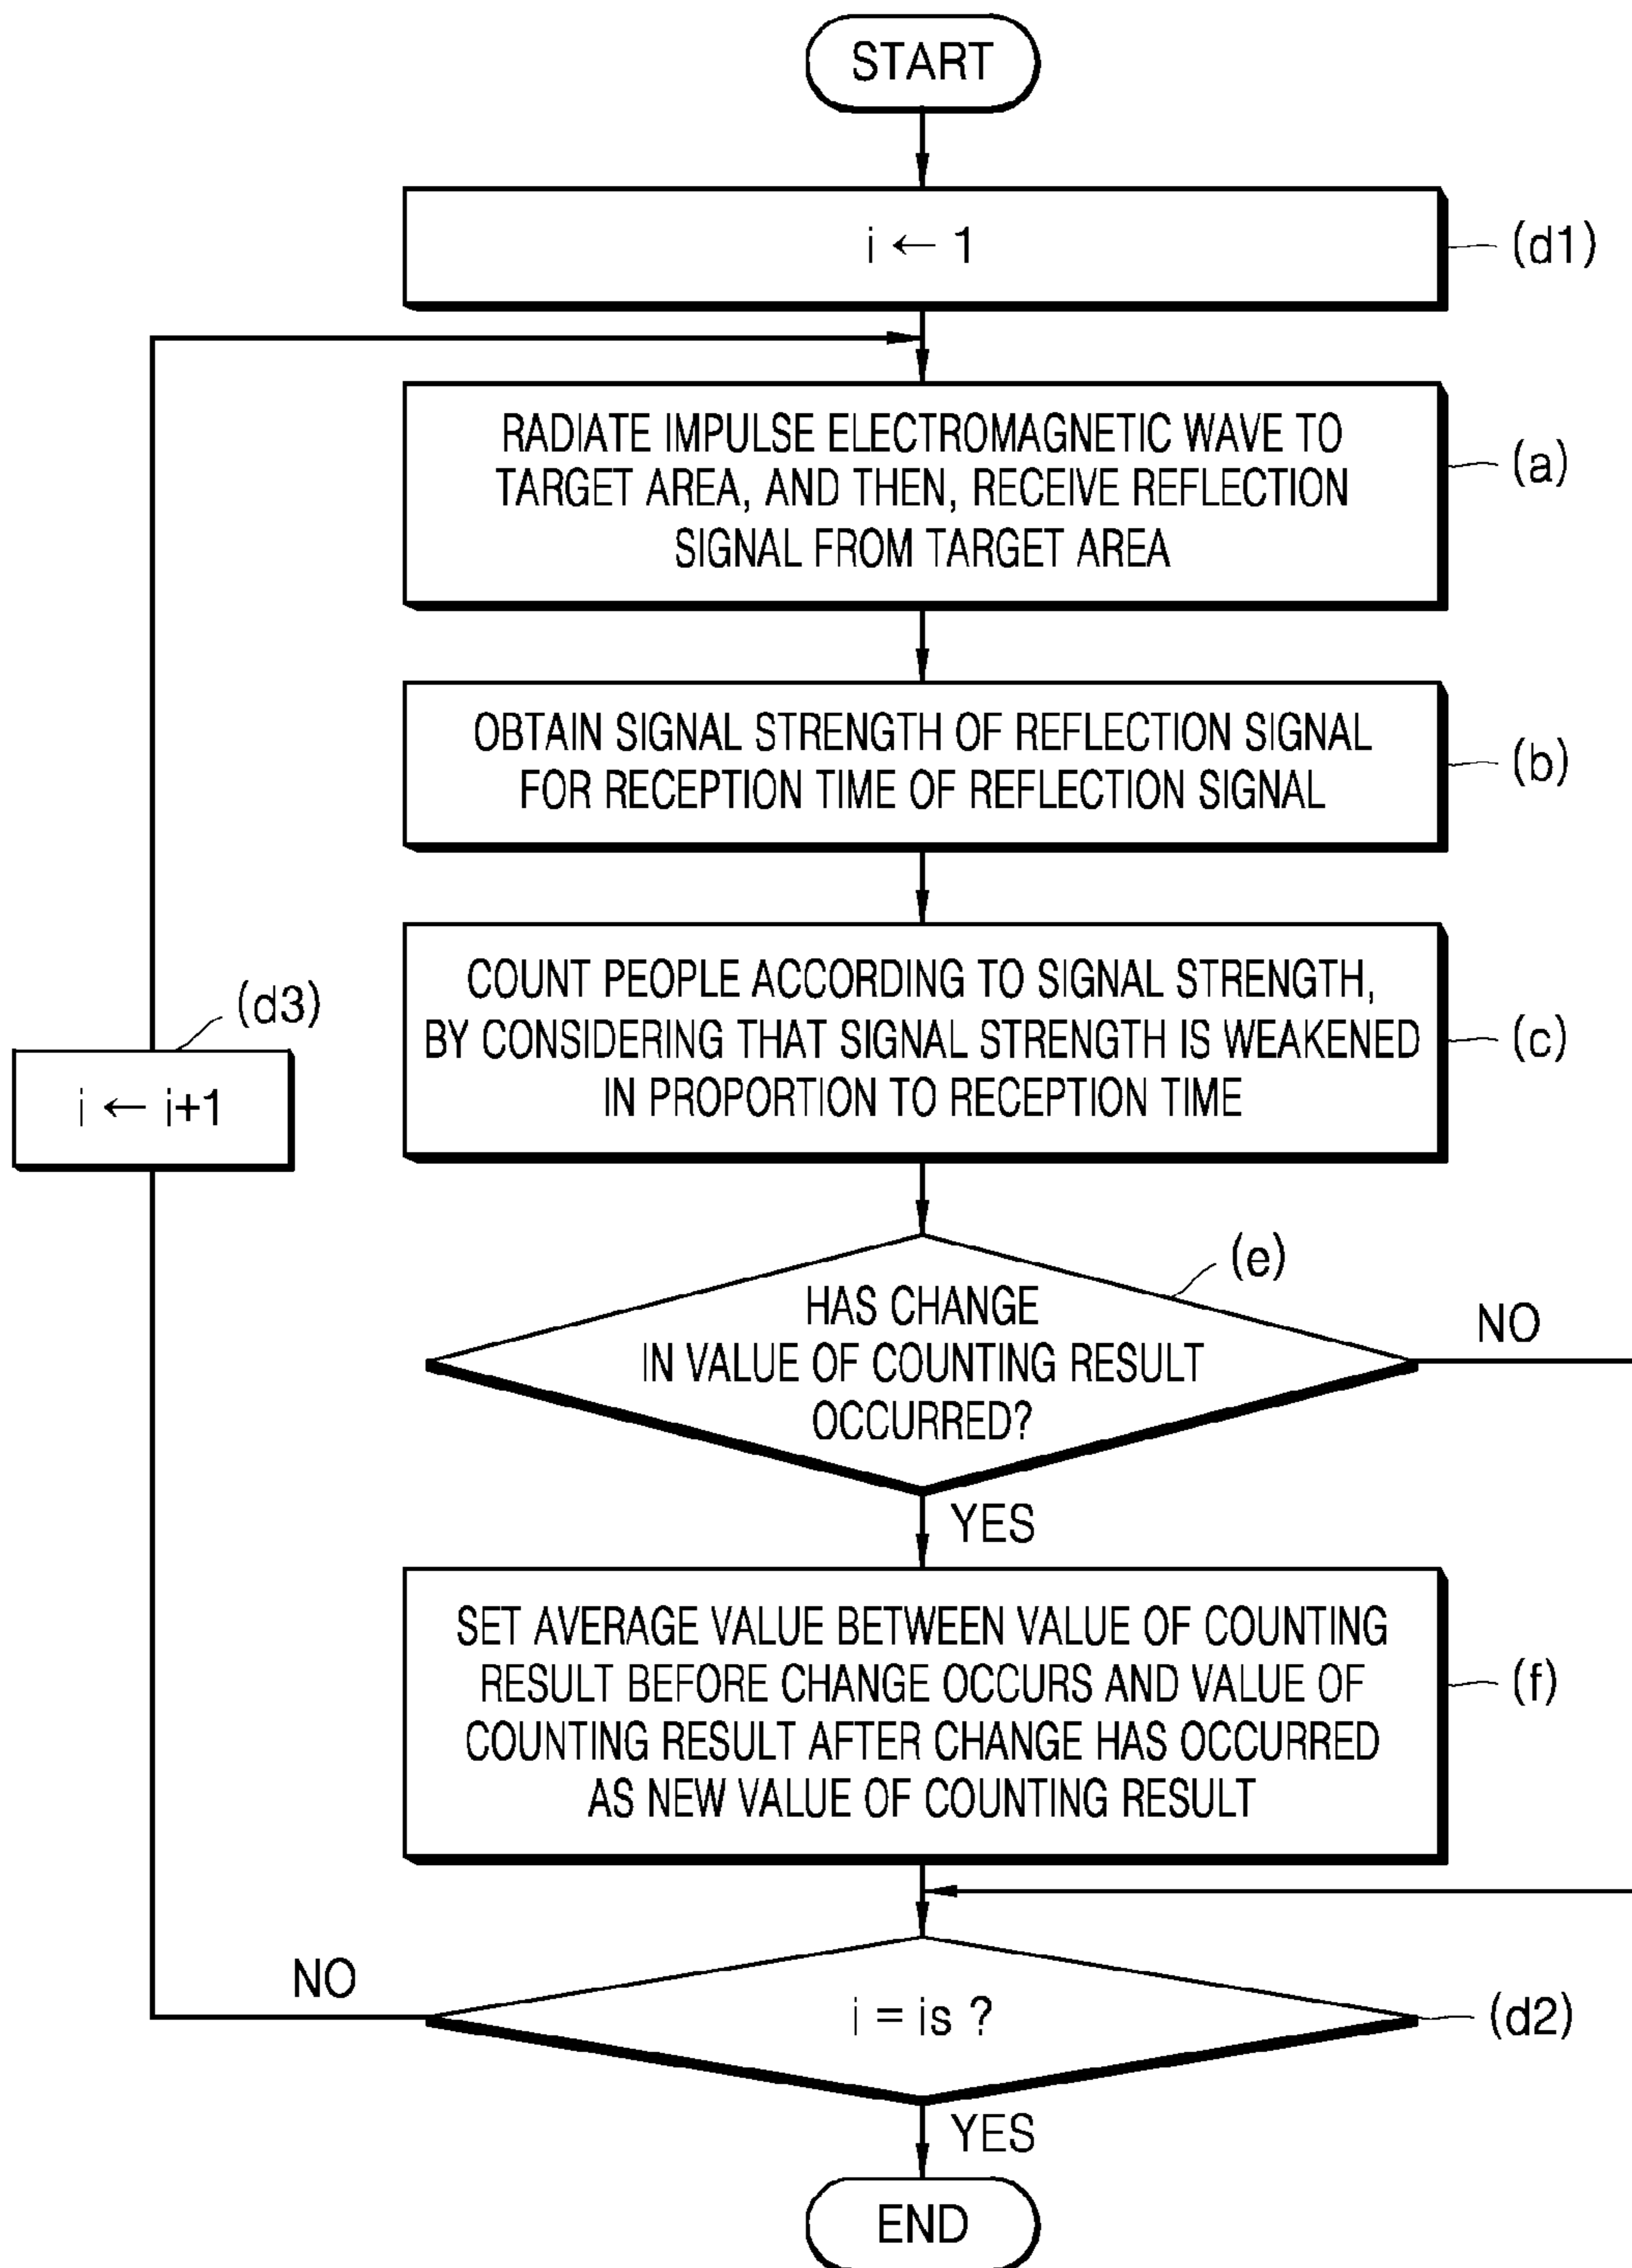 START
i ← 1
(d1)
RADIATE IMPULSE ELECTROMAGNETIC WAVE TO
TARGET AREA, AND THEN, RECEIVE REFLECTION
SIGNAL FROM TARGET AREA
(a)
OBTAIN SIGNAL STRENGTH OF REFLECTION SIGNAL
FOR RECEPTION TIME OF REFLECTION SIGNAL
(b)
COUNT PEOPLE ACCORDING TO SIGNAL STRENGTH,
BY CONSIDERING THAT SIGNAL STRENGTH IS WEAKENED
IN PROPORTION TO RECEPTION TIME
(c)
(d3)
i ← i+1
HAS CHANGE
IN VALUE OF COUNTING RESULT
OCCURRED?
(e)
NO
YES
SET AVERAGE VALUE BETWEEN VALUE OF COUNTING
RESULT BEFORE CHANGE OCCURS AND VALUE OF
COUNTING RESULT AFTER CHANGE HAS OCCURRED
AS NEW VALUE OF COUNTING RESULT
(f)
NO
i = is ?
(d2)
YES
END